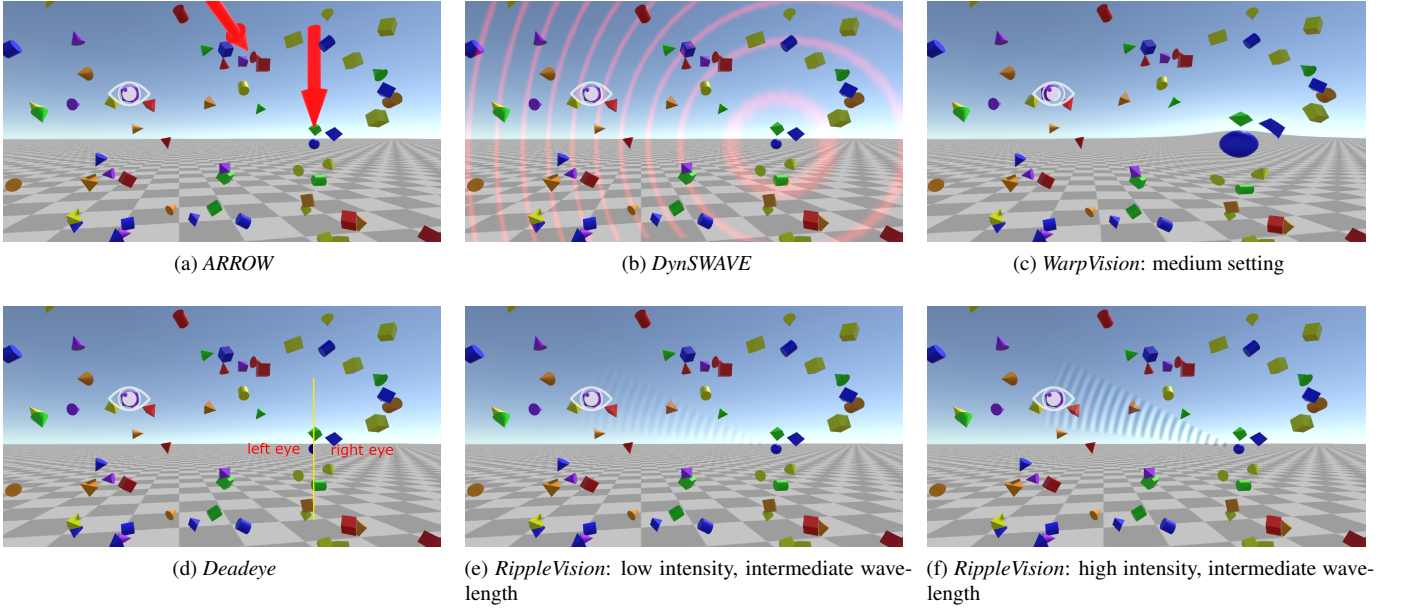 (a) ARROW
(b) DynSWAVE
(c) WarpVision: medium setting
left eye
right eye
(d) Deadeye
(e) RippleVision: low intensity, intermediate wave-
length
(f) RippleVision: high intensity, intermediate wave-
length